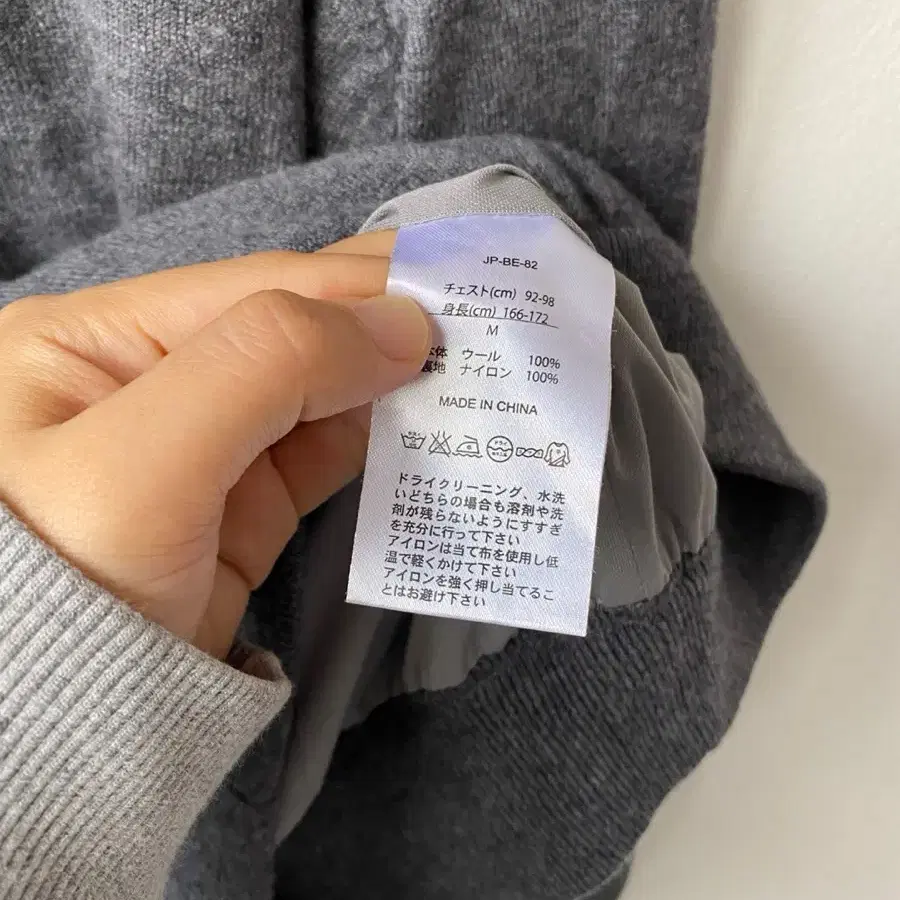 JP-BE-82
チェスト(cm) 92-98
身長(cm) 166-172
M
体 ウール 100%
裏地 ナイロン 100%
MADE IN CHINA
ドライ
ドライクリーニング、水洗
いどちらの場合も溶剤や洗
剤が残らないようにすすぎ
を充分に行って下さい
アイロンは当て布を使用し低
温で軽くかけて下さい
アイロンを強く押し当てるこ
とはお避け下さい